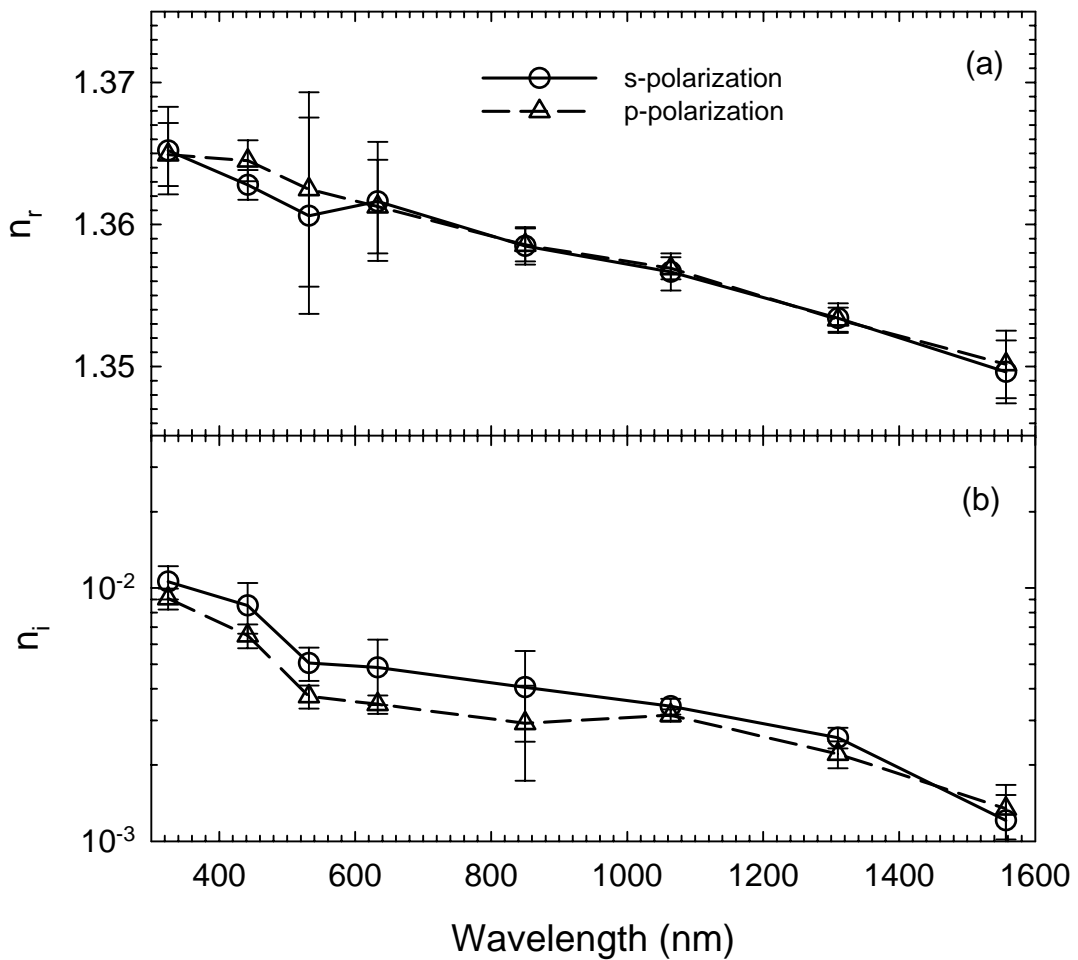 (a)
1.37
s-polarization
p-polarization
1.36
n_r
1.35
(b)
10^-2
n_i
10^-3
400 600 800 1000 1200 1400 1600
Wavelength (nm)